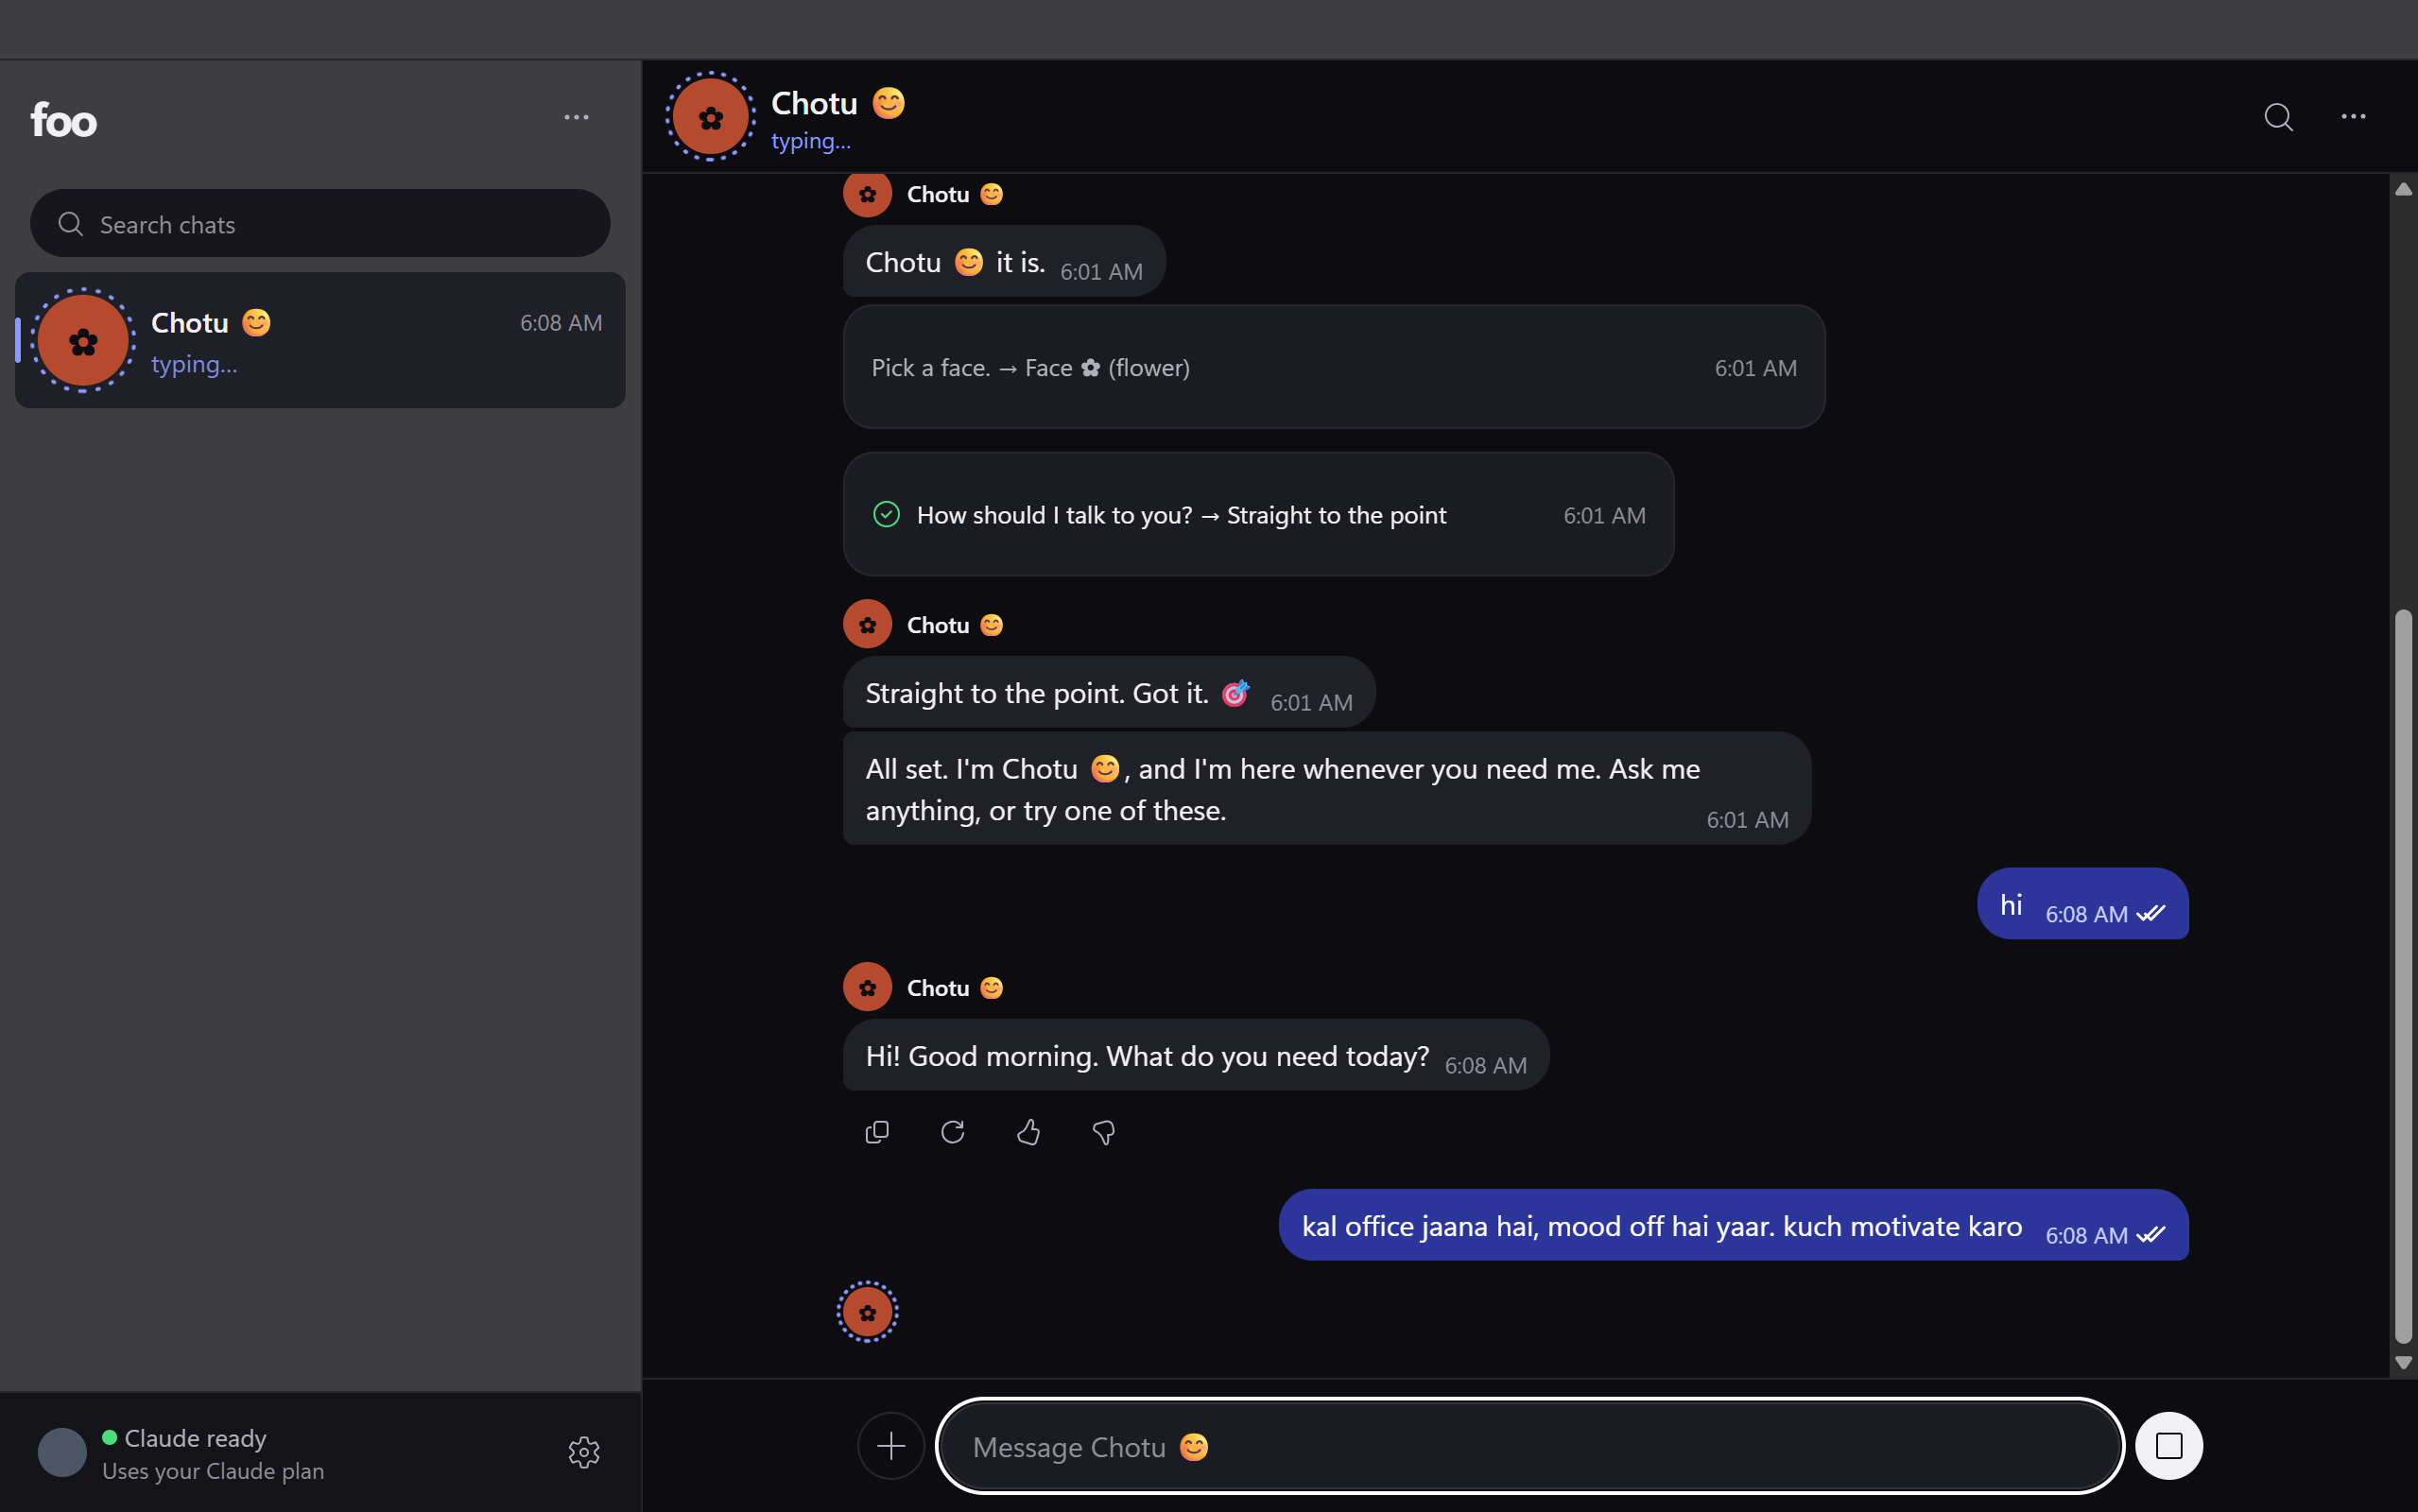 foo
Search chats
Chotu 😊
6:08 AM
typing...
Claude ready
Uses your Claude plan
Chotu 😊
typing...
Chotu 😊
Chotu 😊 it is. 6:01 AM
Pick a face. → Face ✿ (flower) 6:01 AM
How should I talk to you? → Straight to the point 6:01 AM
Chotu 😊
Straight to the point. Got it. 🎯 6:01 AM
All set. I'm Chotu 😊, and I'm here whenever you need me. Ask me
anything, or try one of these. 6:01 AM
hi 6:08 AM
Chotu 😊
Hi! Good morning. What do you need today? 6:08 AM
kal office jaana hai, mood off hai yaar. kuch motivate karo 6:08 AM
Message Chotu 😊